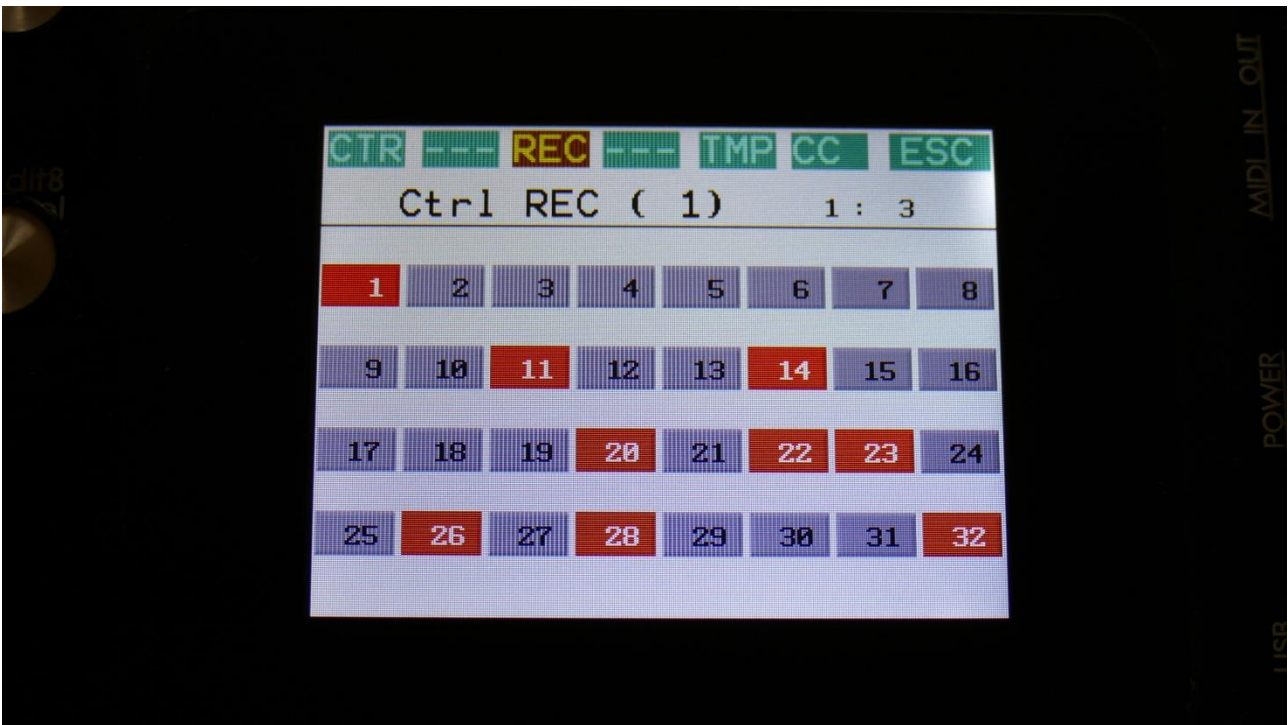 CTR --- REC --- TMP CC ESC
Ctrl REC ( 1) 1: 3
1 2 3 4 5 6 7 8
9 10 11 12 13 14 15 16
17 18 19 20 21 22 23 24
25 26 27 28 29 30 31 32
MIDI IN OUT
POWER
USB